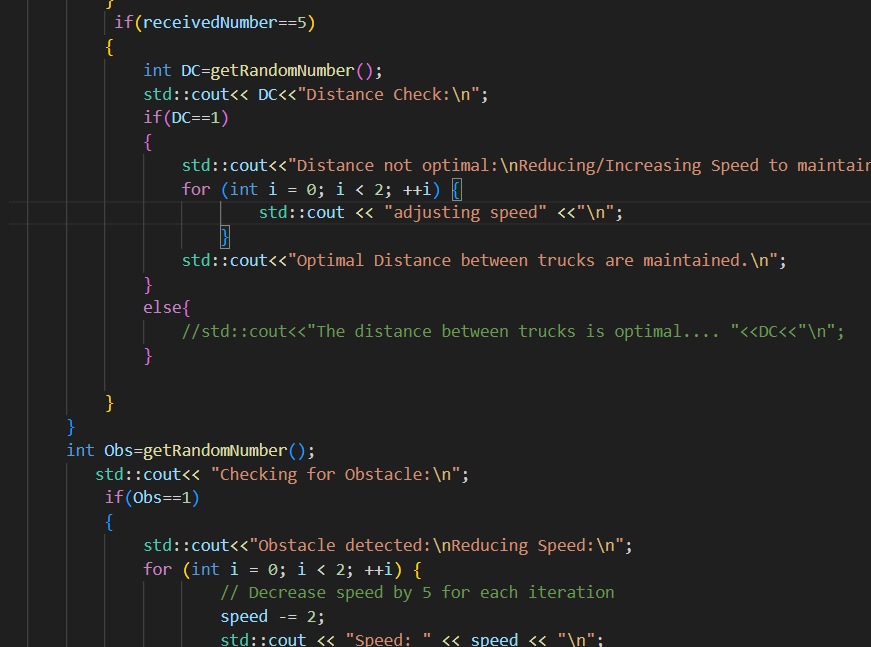 }
if(receivedNumber==5)
{
int DC=getRandomNumber();
std::cout<< DC<<"Distance Check:\n";
if(DC==1)
{
std::cout<<"Distance not optimal:\nReducing/Increasing Speed to maintain
for (int i = 0; i < 2; ++i) {
std::cout << "adjusting speed" <<"\n";
}
std::cout<<"Optimal Distance between trucks are maintained.\n";
}
else{
//std::cout<<"The distance between trucks is optimal.... "<<DC<<"\n";
}
}
}
int Obs=getRandomNumber();
std::cout<< "Checking for Obstacle:\n";
if(Obs==1)
{
std::cout<<"Obstacle detected:\nReducing Speed:\n";
for (int i = 0; i < 2; ++i) {
// Decrease speed by 5 for each iteration
speed -= 2;
std::cout << "Speed: " << speed << "\n";